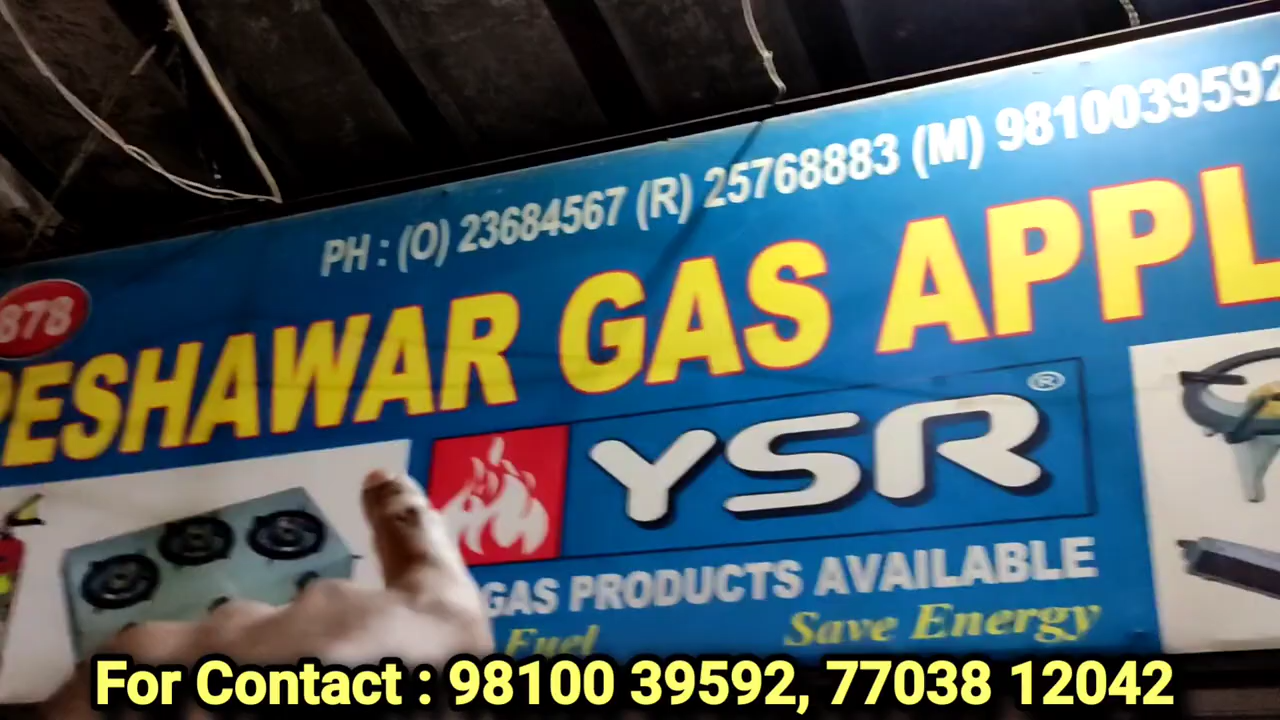 PH : (O) 23684567 (R) 25768883 (M) 9810039592
878
PESHAWAR GAS APPL
YSR ®
GAS PRODUCTS AVAILABLE
Fuel Save Energy
For Contact : 98100 39592, 77038 12042